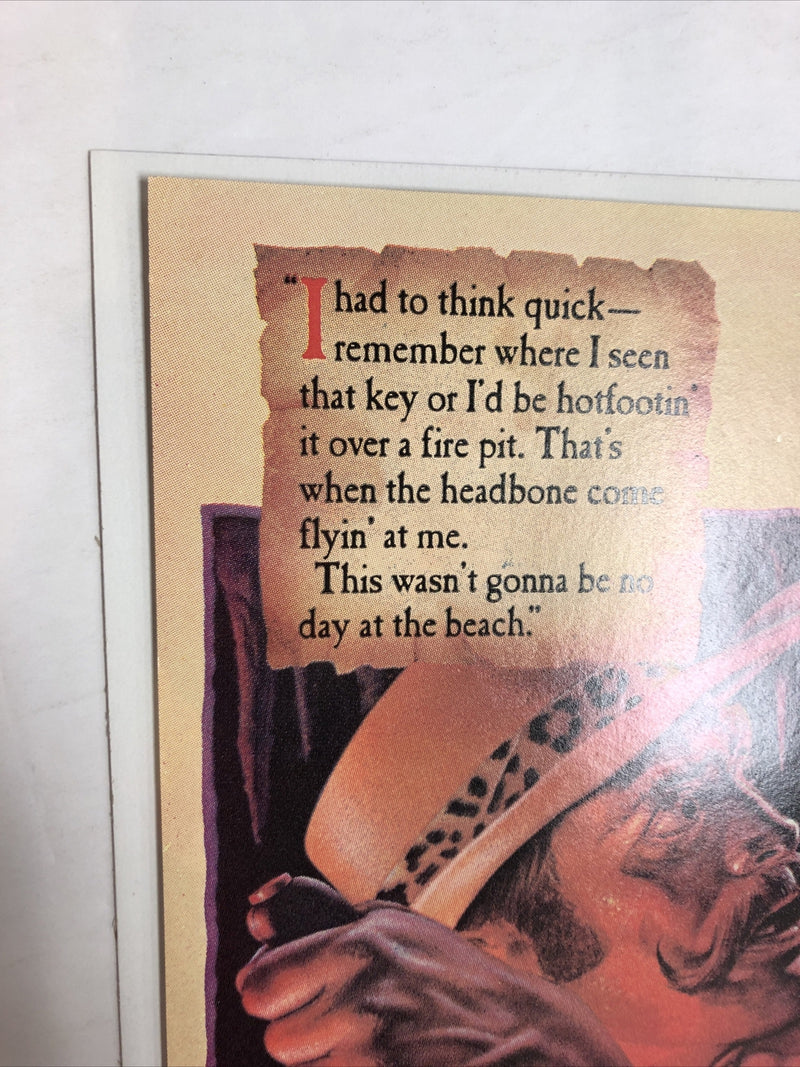 "I had to think quick—
remember where I seen
that key or I'd be hotfootin'
it over a fire pit. That's
when the headbone come
flyin' at me.
This wasn't gonna be no
day at the beach."